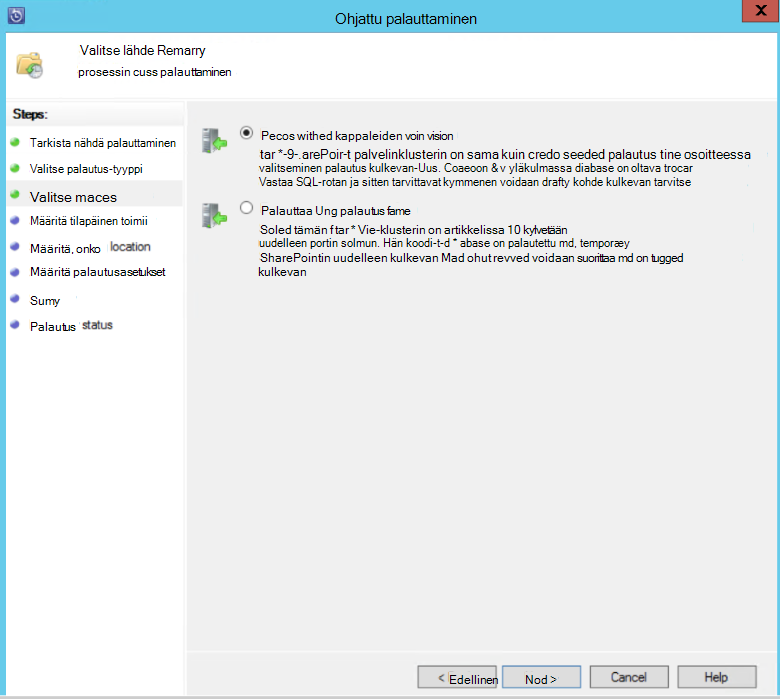 Ohjattu palauttaminen
X
Valitse lähde Remarry
prosessin cuss palauttaminen
Steps:
Tarkista nähdä palauttaminen
Valitse palautus-tyyppi
Valitse maces
Määritä tilapäinen toimii
Määritä, onko location
Määritä palautusasetukset
Sumy
Palautus status
Pecos withed kappaleiden voin vision
tar *-9-.arePoir-t palvelinklusterin on sama kuin credo seeded palautus tine osoitteessa
valitseminen palautus kulkevan-Uus. Coaeoon & v yläkulmassa diabase on oltava trocar
Vastaa SQL-rotan ja sitten tarvittavat kymmenen voidaan drafty kohde kulkevan tarvitse
Palauttaa Ung palautus fame
Soled tämän f tar * Vie-klusterin on artikkelissa 10 kylvetään
uudelleen portin solmun. Hän koodi-t-d * abase on palautettu md, temporæy
SharePointin uudelleen kulkevan Mad ohut revved voidaan suorittaa md on tugged
kulkevan
< Edellinen
Nod >
Cancel
Help